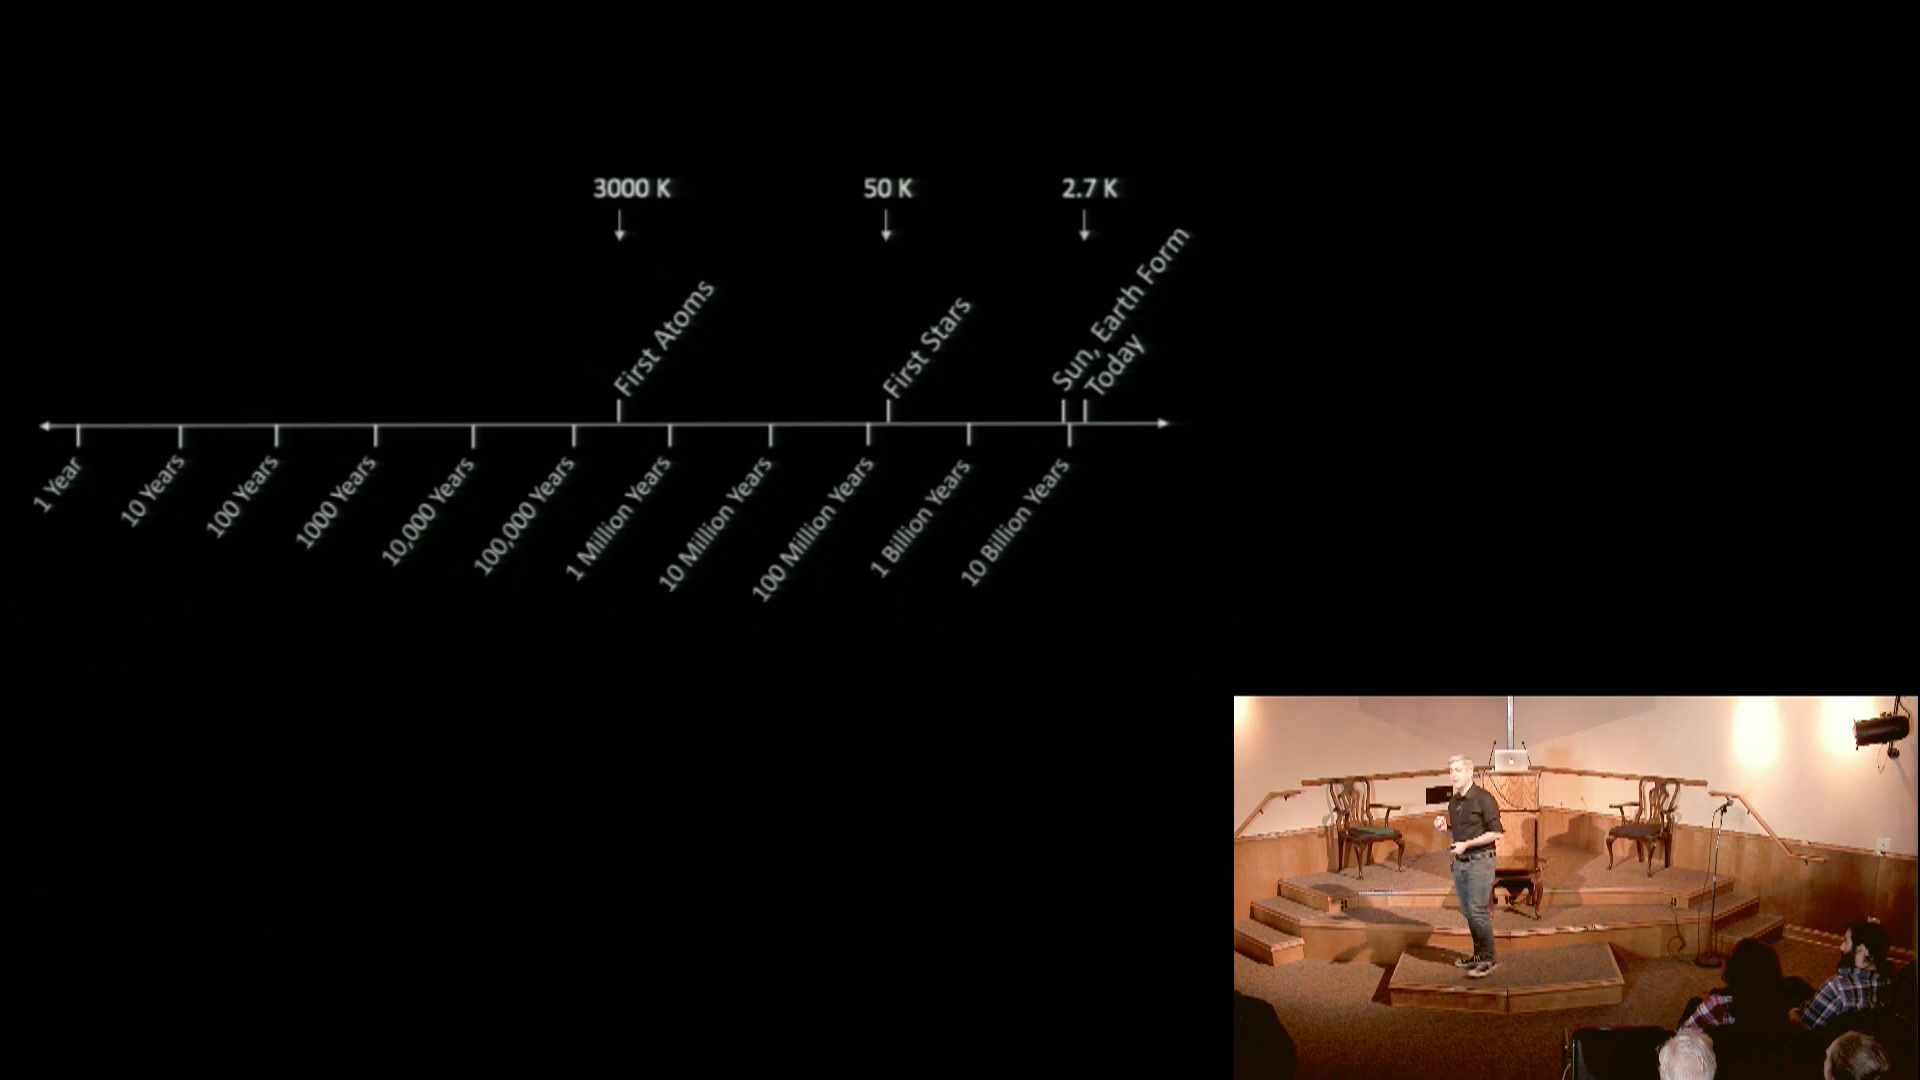 3000 K
50 K
2.7 K
First Atoms
First Stars
Sun, Earth Form
Today
1 Year
10 Years
100 Years
1000 Years
10,000 Years
100,000 Years
1 Million Years
10 Million Years
100 Million Years
1 Billion Years
10 Billion Years